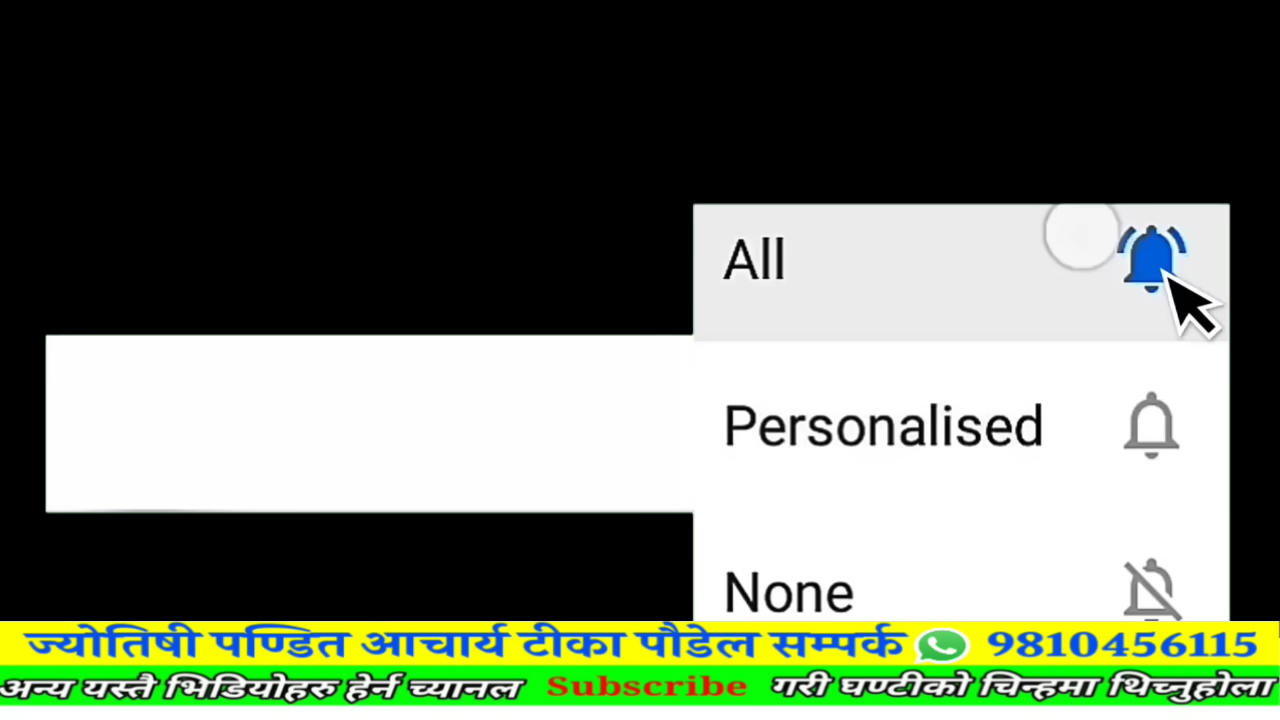 All
Personalised
None
ज्योतिषी पण्डित आचार्य टीका पौडेल सम्पर्क 9810456115
अन्य यस्तै भिडियोहरु हेर्न च्यानल Subscribe गरी घण्टीको चिन्हमा थिच्नुहोला